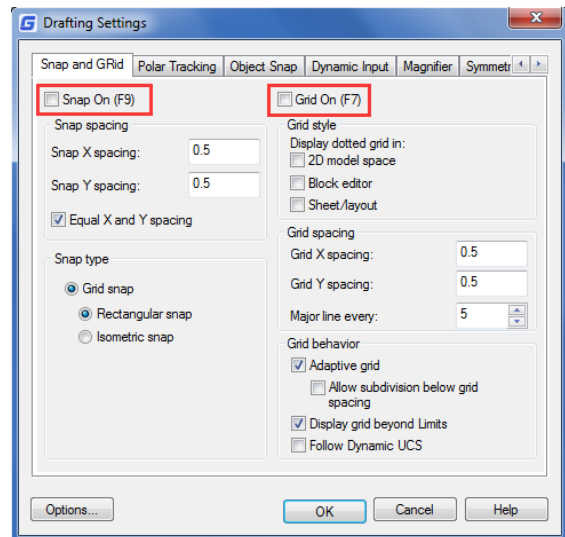 Drafting Settings
Snap and GRid
Polar Tracking
Object Snap
Dynamic Input
Magnifier
Symmetr
Snap On (F9)
Snap spacing
Snap X spacing:
0.5
Snap Y spacing:
0.5
Equal X and Y spacing
Snap type
Grid snap
Rectangular snap
Isometric snap
Grid On (F7)
Grid style
Display dotted grid in:
2D model space
Block editor
Sheet/layout
Grid spacing
Grid X spacing:
0.5
Grid Y spacing:
0.5
Major line every:
5
Grid behavior
Adaptive grid
Allow subdivision below grid
spacing
Display grid beyond Limits
Follow Dynamic UCS
Options...
OK
Cancel
Help